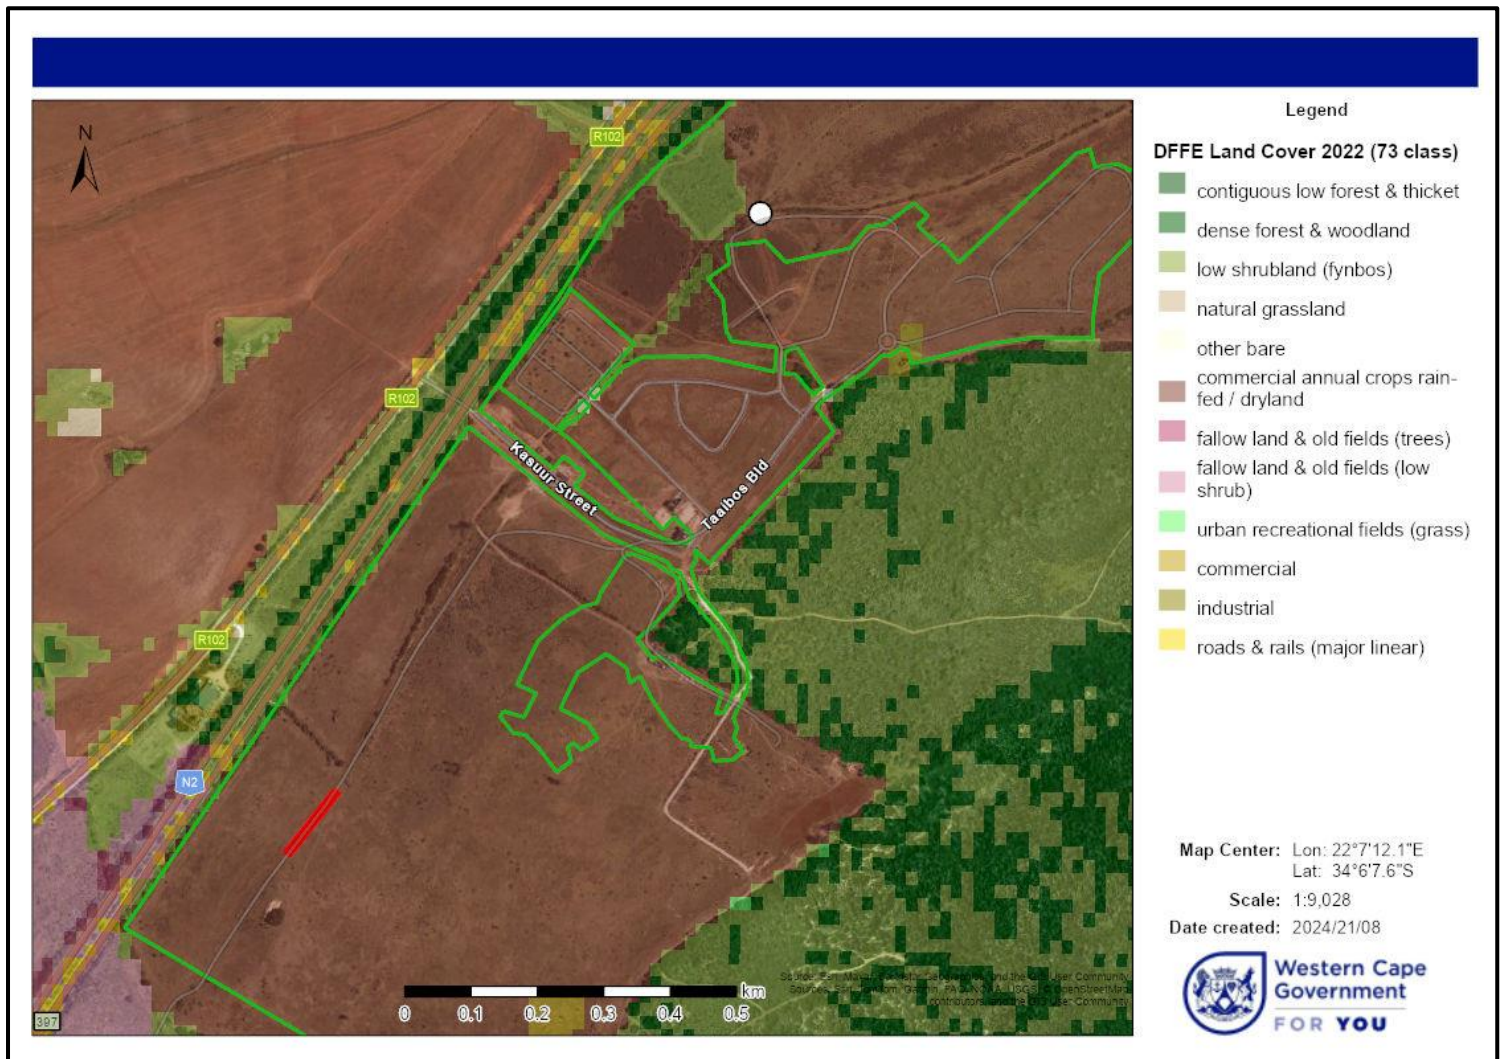 N
R102
R102
Kasuur Street
Taaibos Bld
R102
N2
397
km
0 0.1 0.2 0.3 0.4 0.5
Legend
DFFE Land Cover 2022 (73 class)
contiguous low forest & thicket
dense forest & woodland
low shrubland (fynbos)
natural grassland
other bare
commercial annual crops rain-
fed / dryland
fallow land & old fields (trees)
fallow land & old fields (low
shrub)
urban recreational fields (grass)
commercial
industrial
roads & rails (major linear)
Map Center: Lon: 22°7'12.1"E
Lat: 34°6'7.6"S
Scale: 1:9,028
Date created: 2024/21/08
Western Cape
Government
FOR YOU